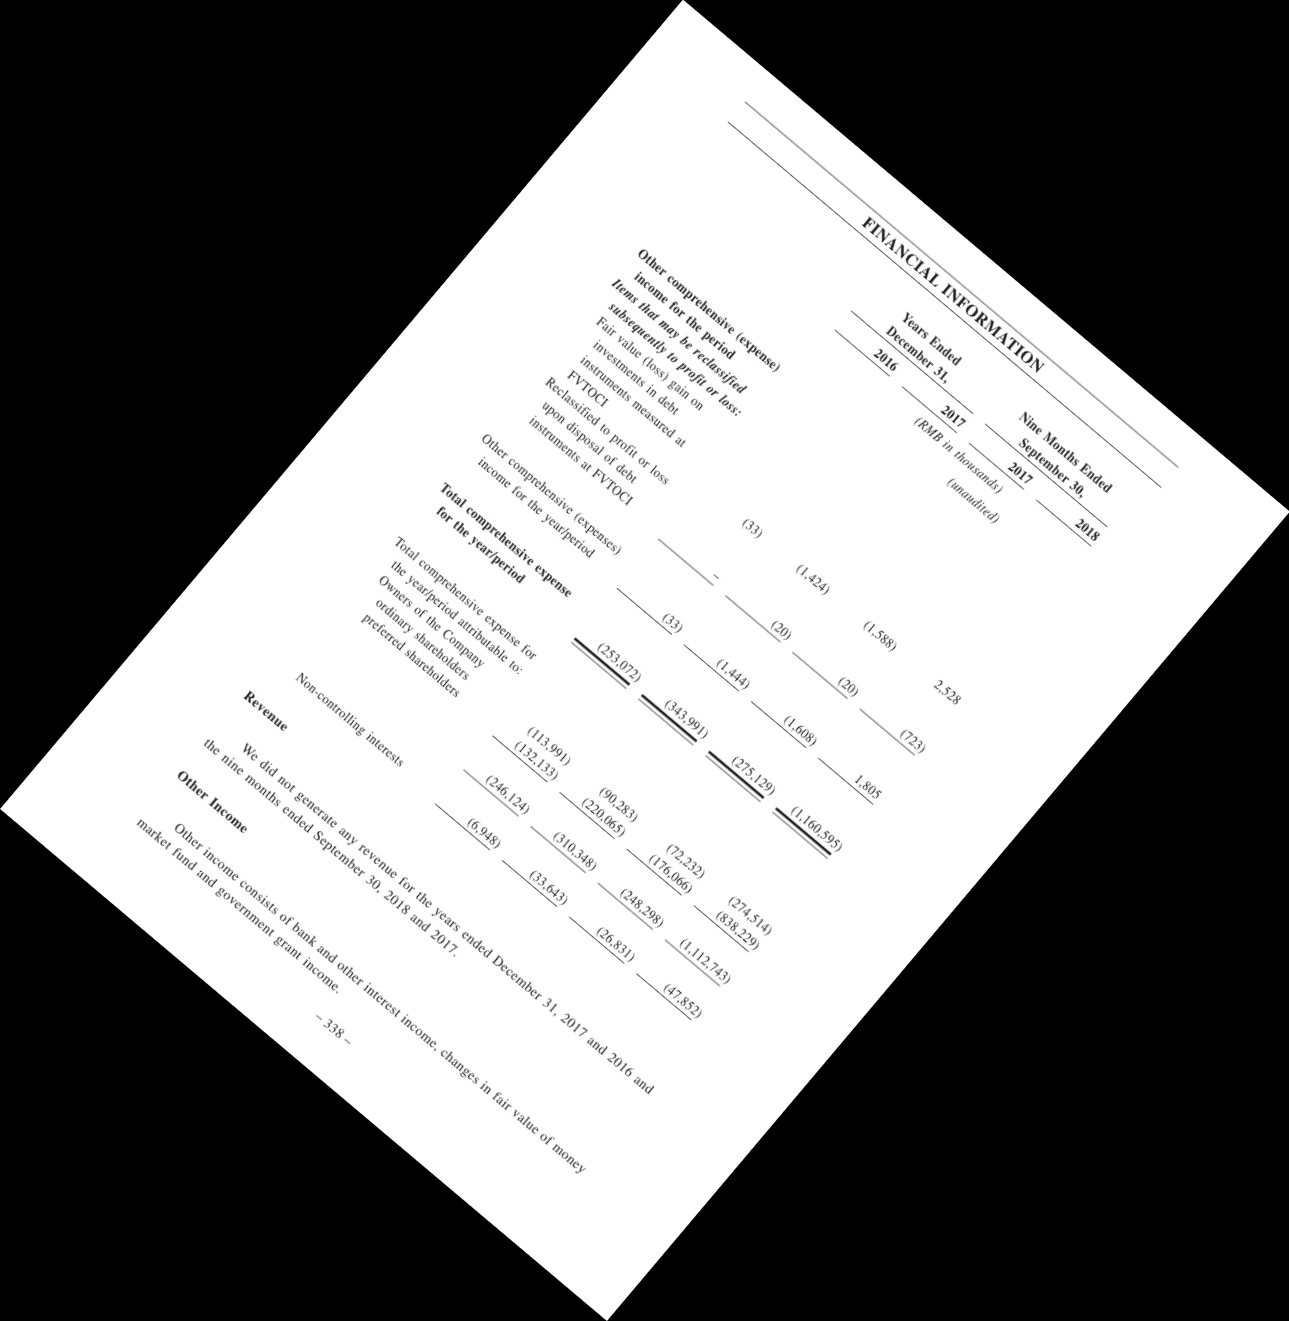 FINANCIAL INFORMATION
Years Ended Nine Months Ended
December 31, September 30,
2016 2017 2017 2018
(RMB in thousands)
(unaudited)
Other comprehensive (expense)
income for the period
Items that may be reclassified
subsequently to profit or loss:
Fair value (loss) gain on
investments in debt
instruments measured at
FVTOCI (33) (1,424) (1,588) 2,528
Reclassified to profit or loss
upon disposal of debt
instruments at FVTOCI – (20) (20) (723)
Other comprehensive (expenses)
income for the year/period (33) (1,444) (1,608) 1,805
Total comprehensive expense
for the year/period (253,072) (343,991) (275,129) (1,160,595)
Total comprehensive expense for
the year/period attributable to:
Owners of the Company
ordinary shareholders (113,991) (90,283) (72,232) (274,514)
preferred shareholders (132,133) (220,065) (176,066) (838,229)
(246,124) (310,348) (248,298) (1,112,743)
Non-controlling interests (6,948) (33,643) (26,831) (47,852)
Revenue
We did not generate any revenue for the years ended December 31, 2017 and 2016 and
the nine months ended September 30, 2018 and 2017.
Other Income
Other income consists of bank and other interest income, changes in fair value of money
market fund and government grant income.
– 338 –